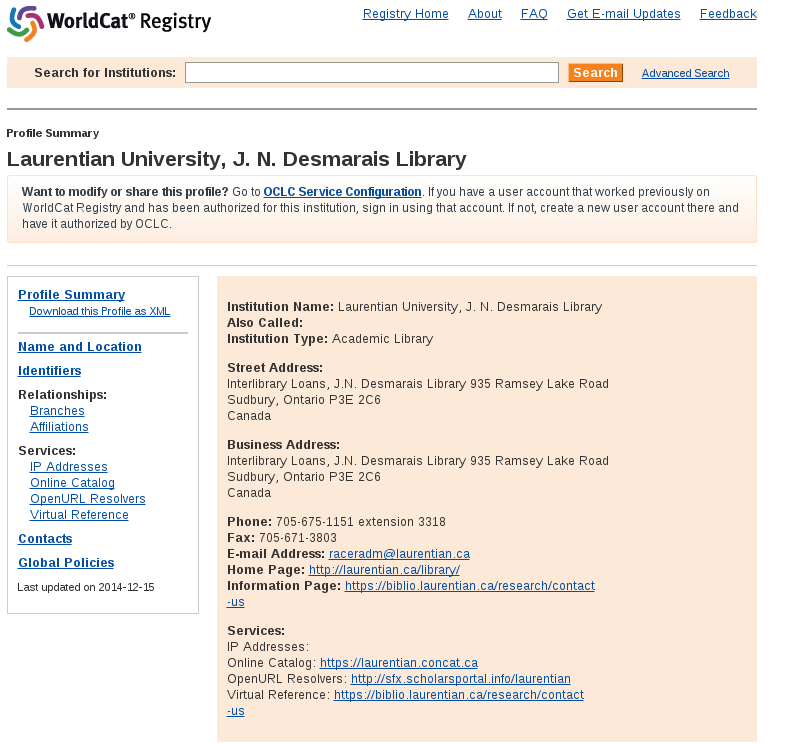 WorldCat® Registry
Registry Home About FAQ Get E-mail Updates Feedback
Search for Institutions: Search Advanced Search
Profile Summary
Laurentian University, J. N. Desmarais Library
Want to modify or share this profile? Go to OCLC Service Configuration. If you have a user account that worked previously on
WorldCat Registry and has been authorized for this institution, sign in using that account. If not, create a new user account there and
have it authorized by OCLC.
Profile Summary
Download this Profile as XML
Name and Location
Identifiers
Relationships:
Branches
Affiliations
Services:
IP Addresses
Online Catalog
OpenURL Resolvers
Virtual Reference
Contacts
Global Policies
Last updated on 2014-12-15
Institution Name: Laurentian University, J. N. Desmarais Library
Also Called:
Institution Type: Academic Library
Street Address:
Interlibrary Loans, J.N. Desmarais Library 935 Ramsey Lake Road
Sudbury, Ontario P3E 2C6
Canada
Business Address:
Interlibrary Loans, J.N. Desmarais Library 935 Ramsey Lake Road
Sudbury, Ontario P3E 2C6
Canada
Phone: 705-675-1151 extension 3318
Fax: 705-671-3803
E-mail Address: raceradm@laurentian.ca
Home Page: http://laurentian.ca/library/
Information Page: https://biblio.laurentian.ca/research/contact
-us
Services:
IP Addresses:
Online Catalog: https://laurentian.concat.ca
OpenURL Resolvers: http://sfx.scholarsportal.info/laurentian
Virtual Reference: https://biblio.laurentian.ca/research/contact
-us